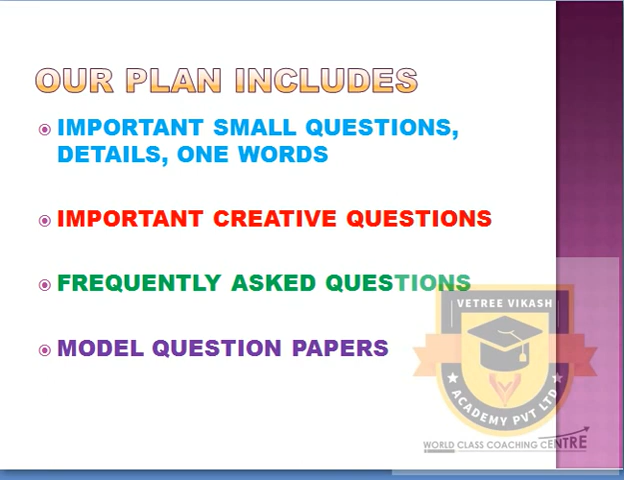 OUR PLAN INCLUDES
IMPORTANT SMALL QUESTIONS,
DETAILS, ONE WORDS
IMPORTANT CREATIVE QUESTIONS
FREQUENTLY ASKED QUESTIONS
MODEL QUESTION PAPERS
VETREE VIKASH
ACADEMY PVT LTD
WORLD CLASS COACHING CENTRE